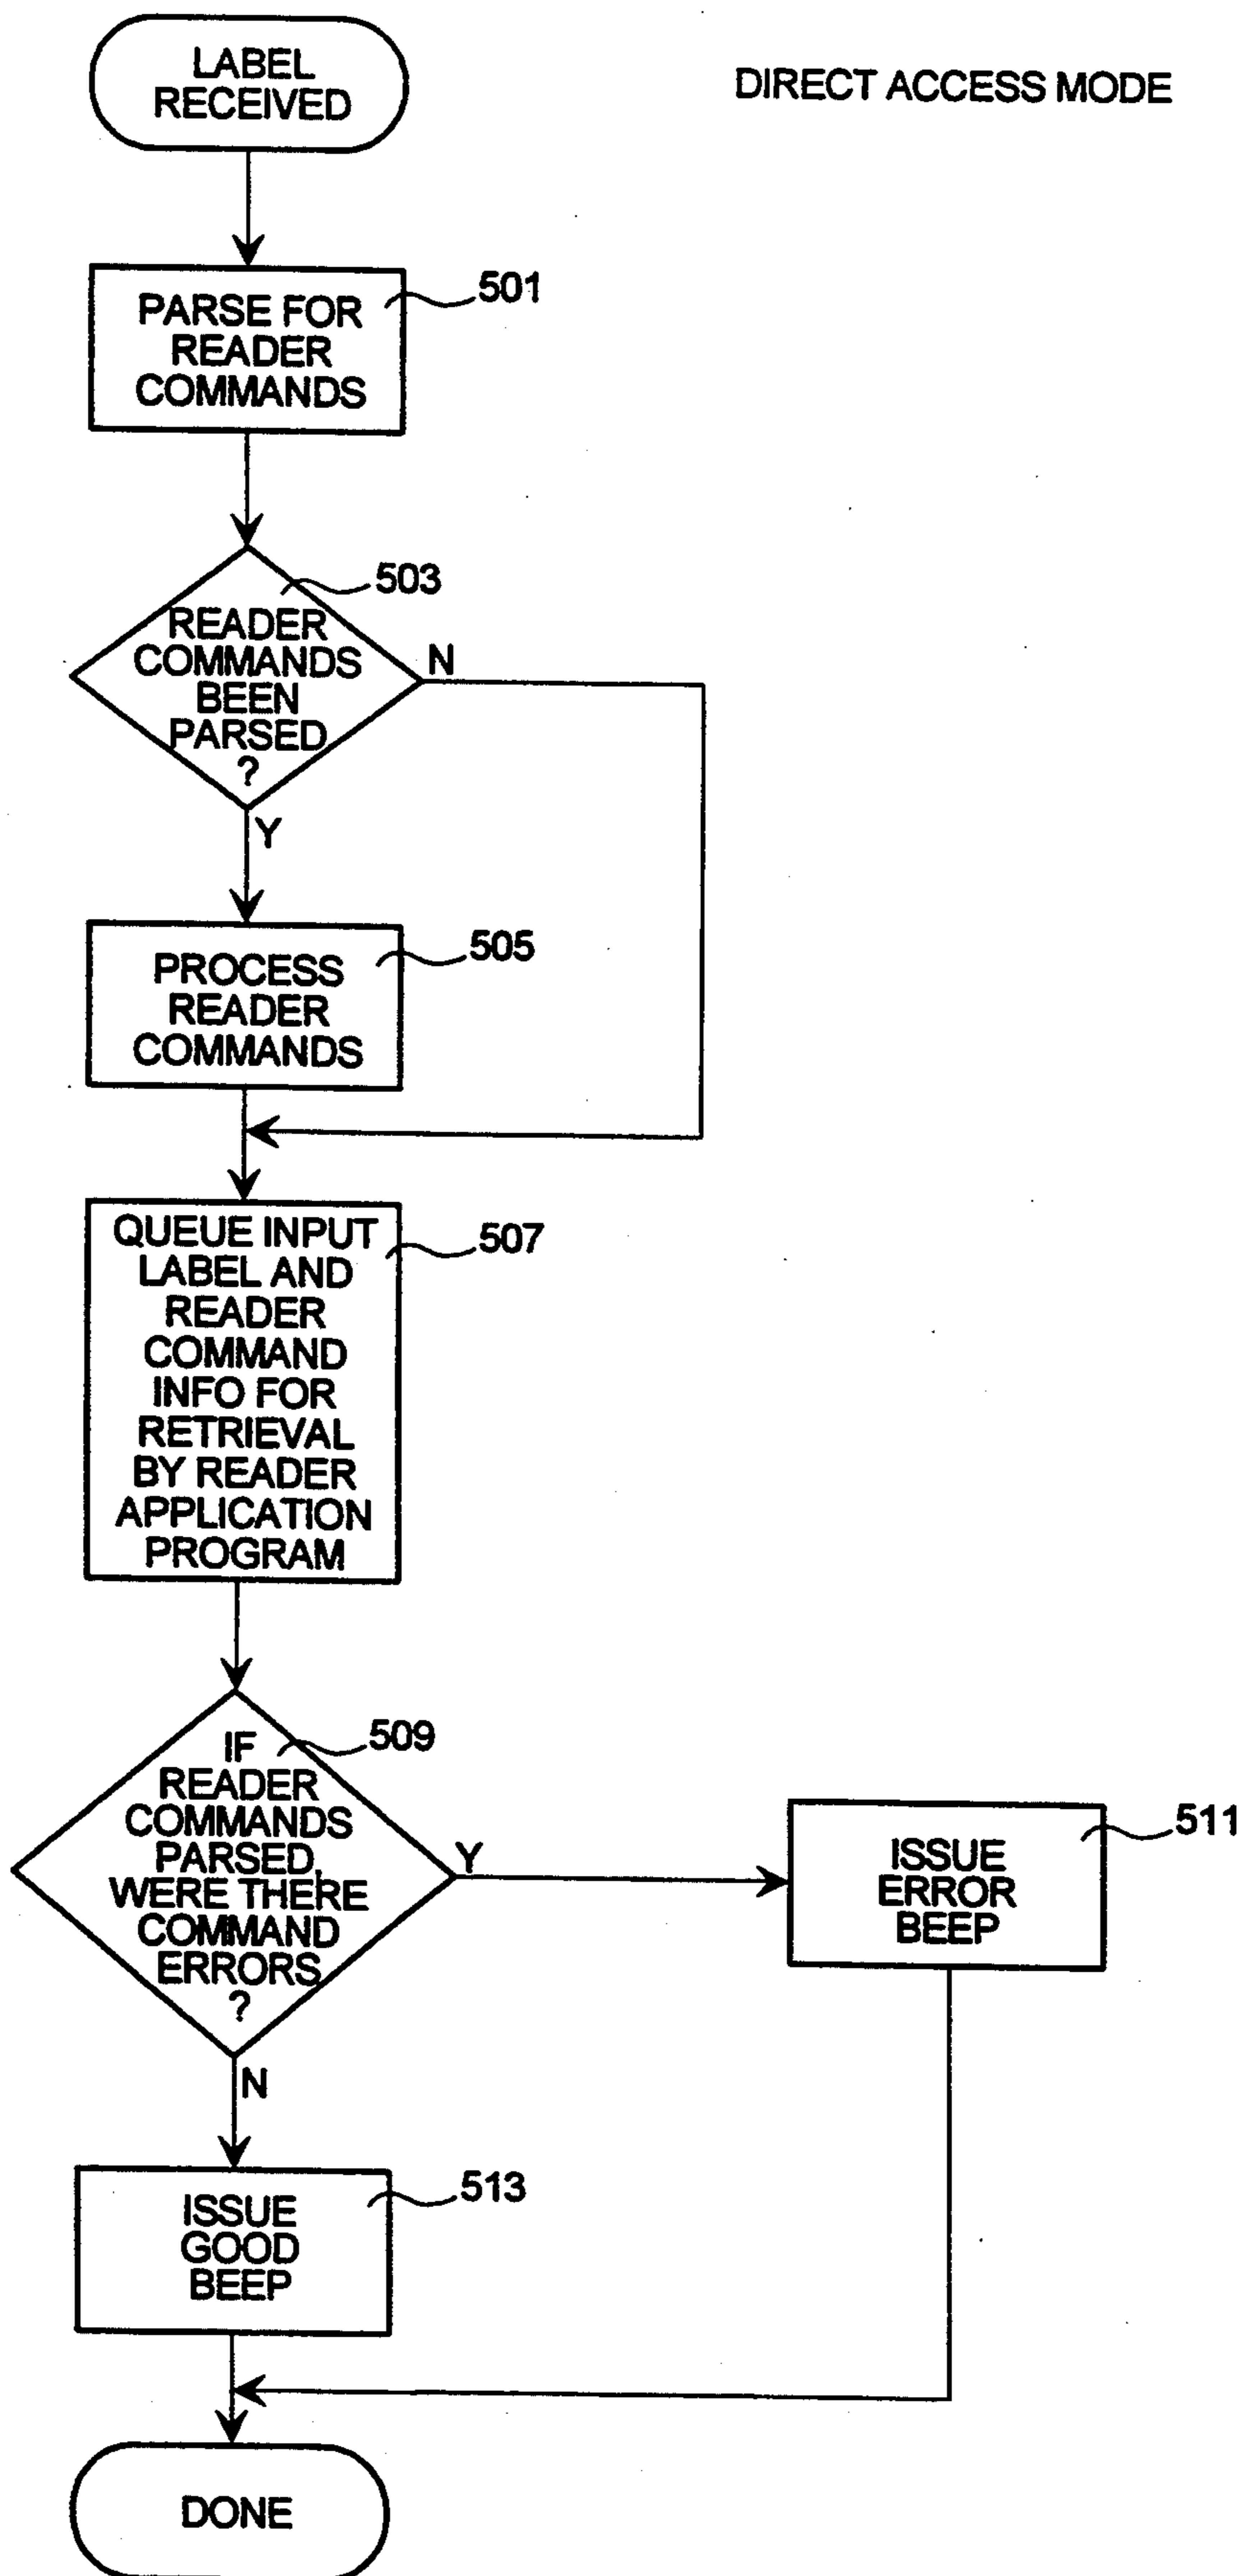 LABEL
RECEIVED
DIRECT ACCESS MODE
501
PARSE FOR
READER
COMMANDS
503
READER
COMMANDS
BEEN
PARSED
?
N
Y
505
PROCESS
READER
COMMANDS
507
QUEUE INPUT
LABEL AND
READER
COMMAND
INFO FOR
RETRIEVAL
BY READER
APPLICATION
PROGRAM
509
IF
READER
COMMANDS
PARSED,
WERE THERE
COMMAND
ERRORS
?
Y
511
ISSUE
ERROR
BEEP
N
513
ISSUE
GOOD
BEEP
DONE